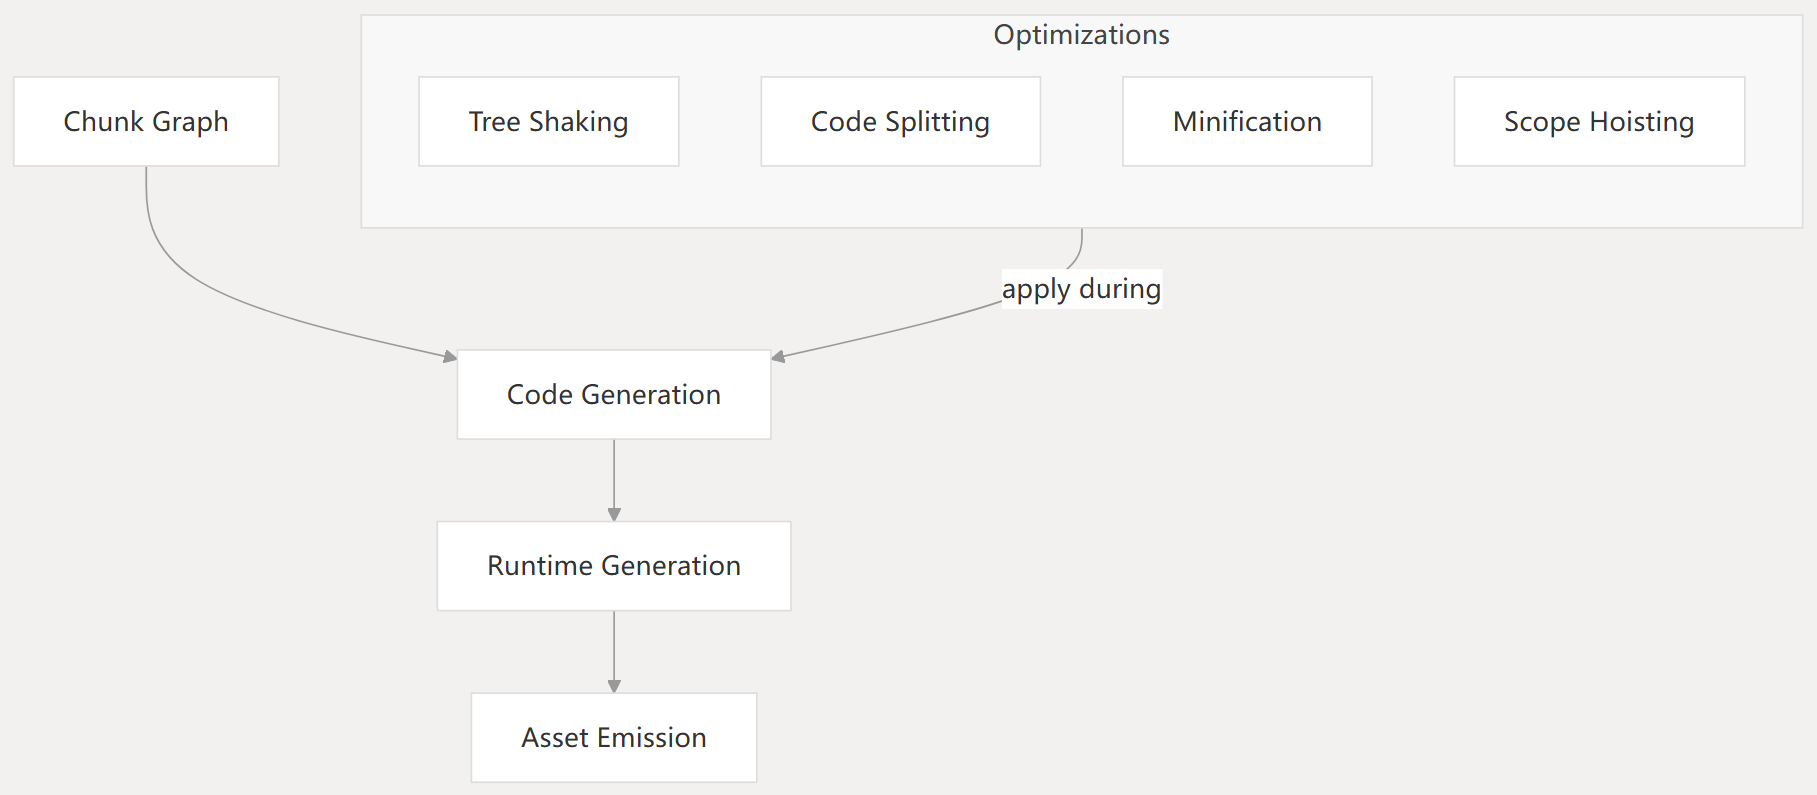 Optimizations
Chunk Graph
Tree Shaking
Code Splitting
Minification
Scope Hoisting
apply during
Code Generation
Runtime Generation
Asset Emission